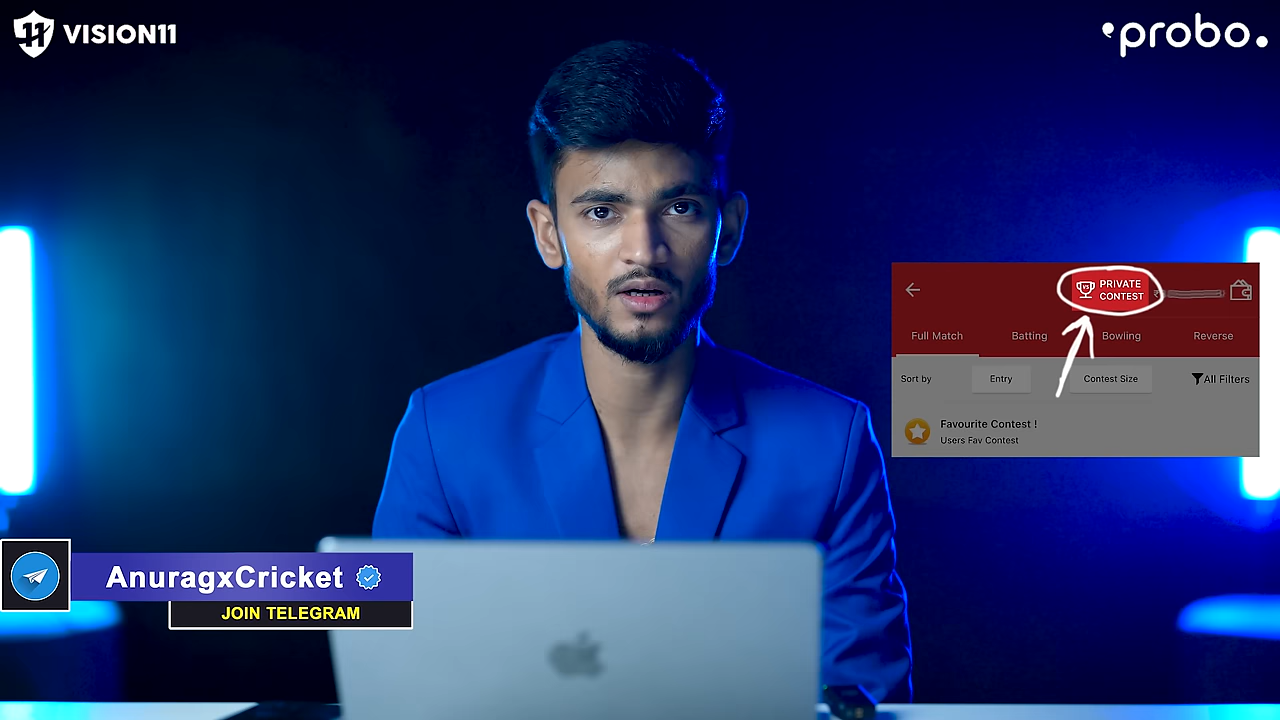 VISION11
probo.
PRIVATE
CONTEST
Full Match Batting Bowling Reverse
Sort by Entry Contest Size All Filters
Favourite Contest !
Users Fav Contest
AnuragxCricket
JOIN TELEGRAM